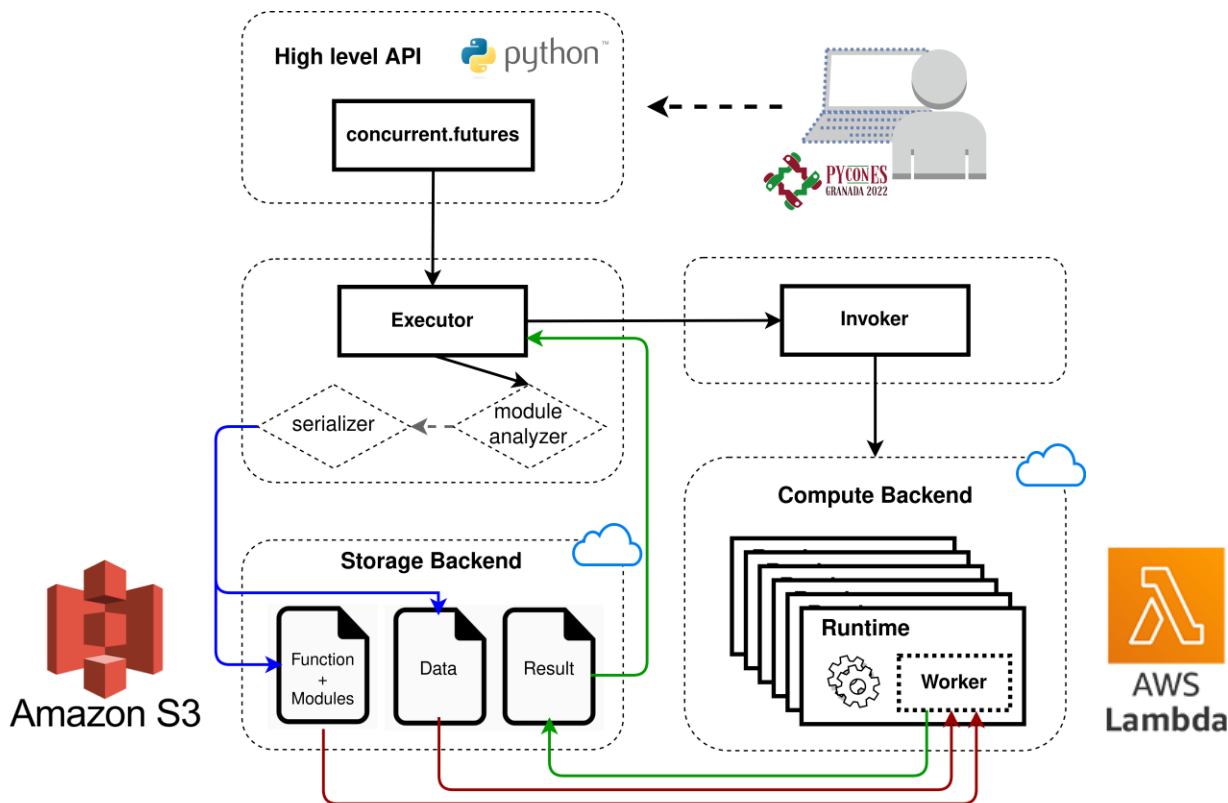 High level API
python™
concurrent.futures
PYconES
GRANADA 2022
Executor
Invoker
serializer
module
analyzer
Compute Backend
Storage Backend
Function
+
Modules
Data
Result
Runtime
Worker
Amazon S3
AWS
Lambda